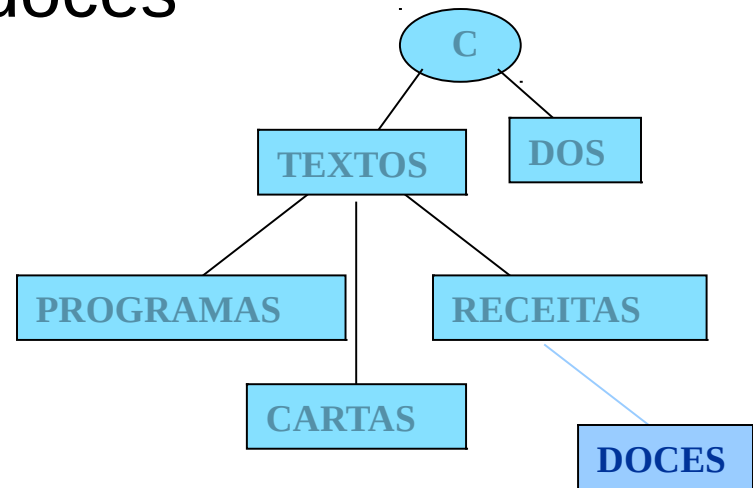 doces
C
TEXTOS
DOS
PROGRAMAS
RECEITAS
CARTAS
DOCES